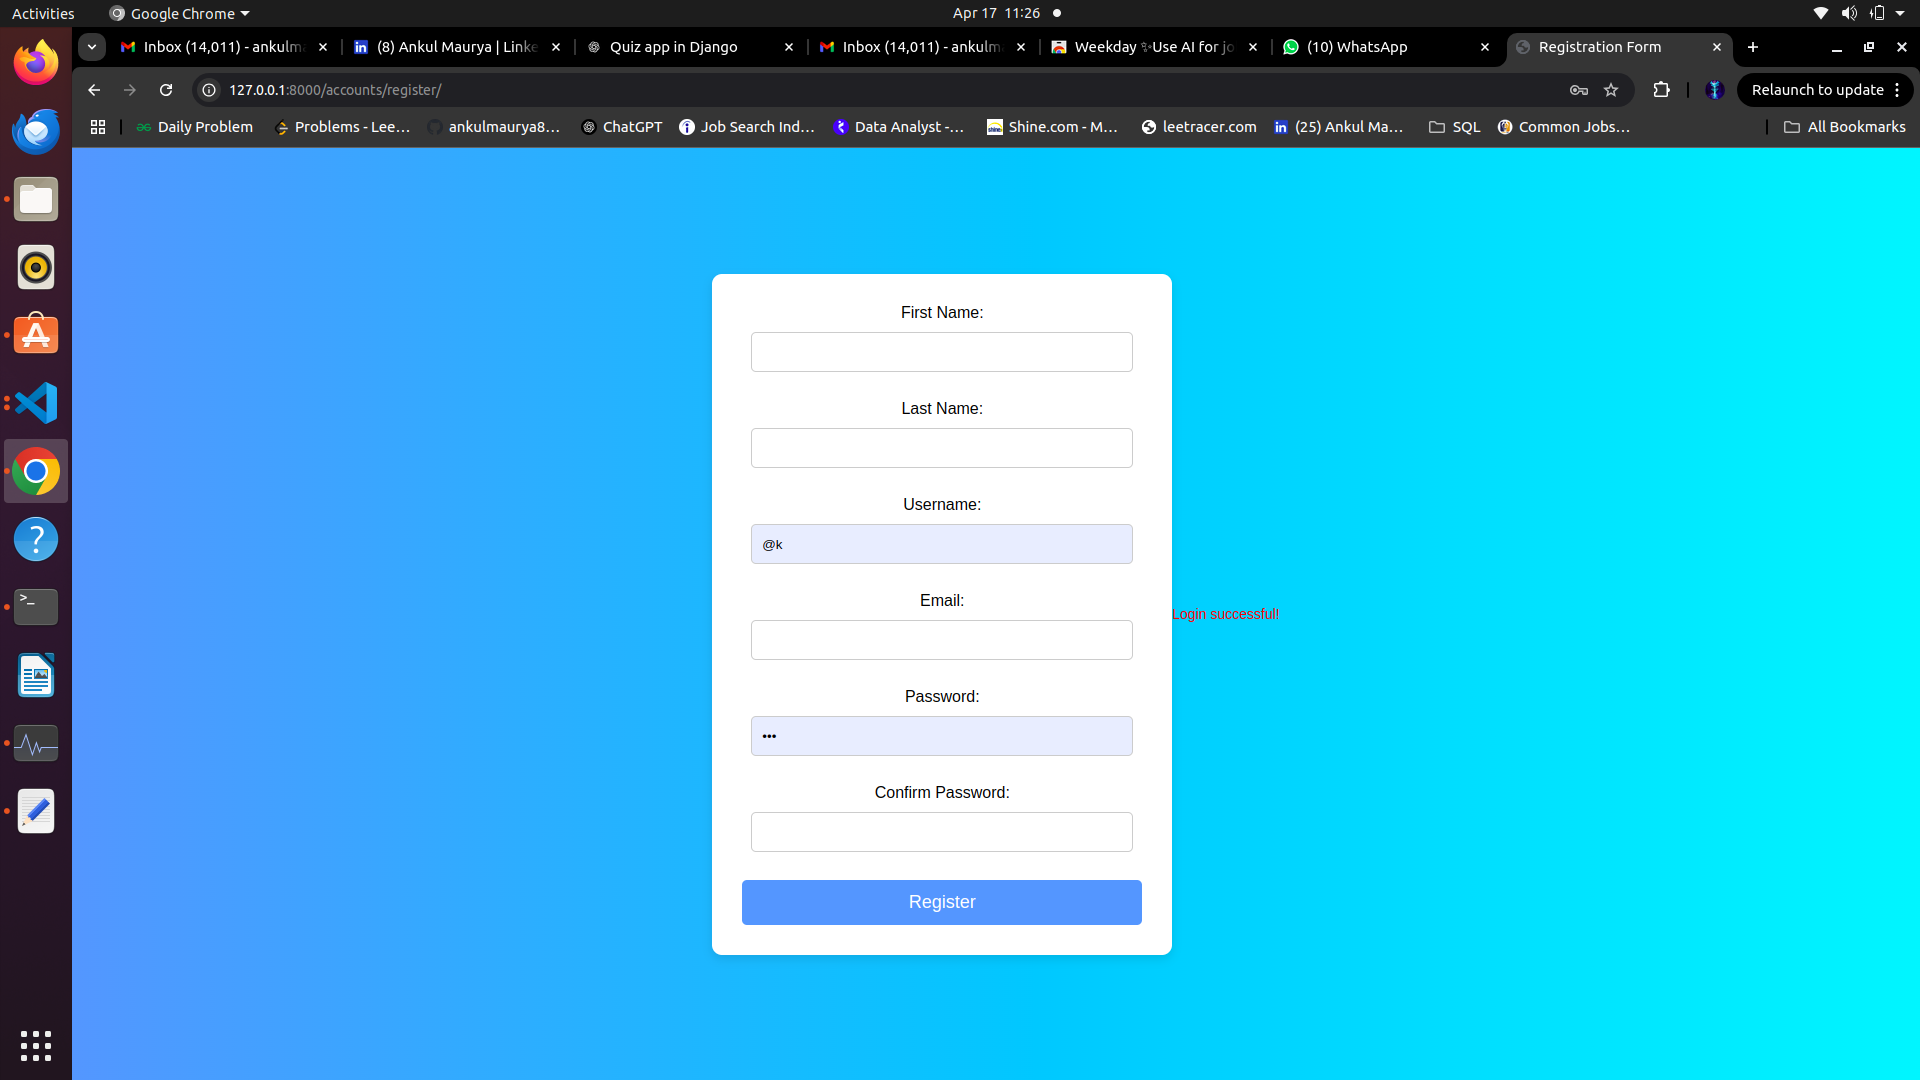 Activities
Google Chrome
Apr 17 11:26
Inbox (14,011) - ankulma
(8) Ankul Maurya | Linke
Quiz app in Django
Inbox (14,011) - ankulm
Weekday ✨Use AI for jo
(10) WhatsApp
Registration Form
127.0.0.1:8000/accounts/register/
Relaunch to update
Daily Problem
Problems - Lee...
ankulmaurya8...
ChatGPT
Job Search Ind...
Data Analyst -...
Shine.com - M...
leetracer.com
(25) Ankul Ma...
SQL
Common Jobs...
All Bookmarks
First Name:
Last Name:
Username:
@k
Email:
Login successful!
Password:
•••
Confirm Password:
Register